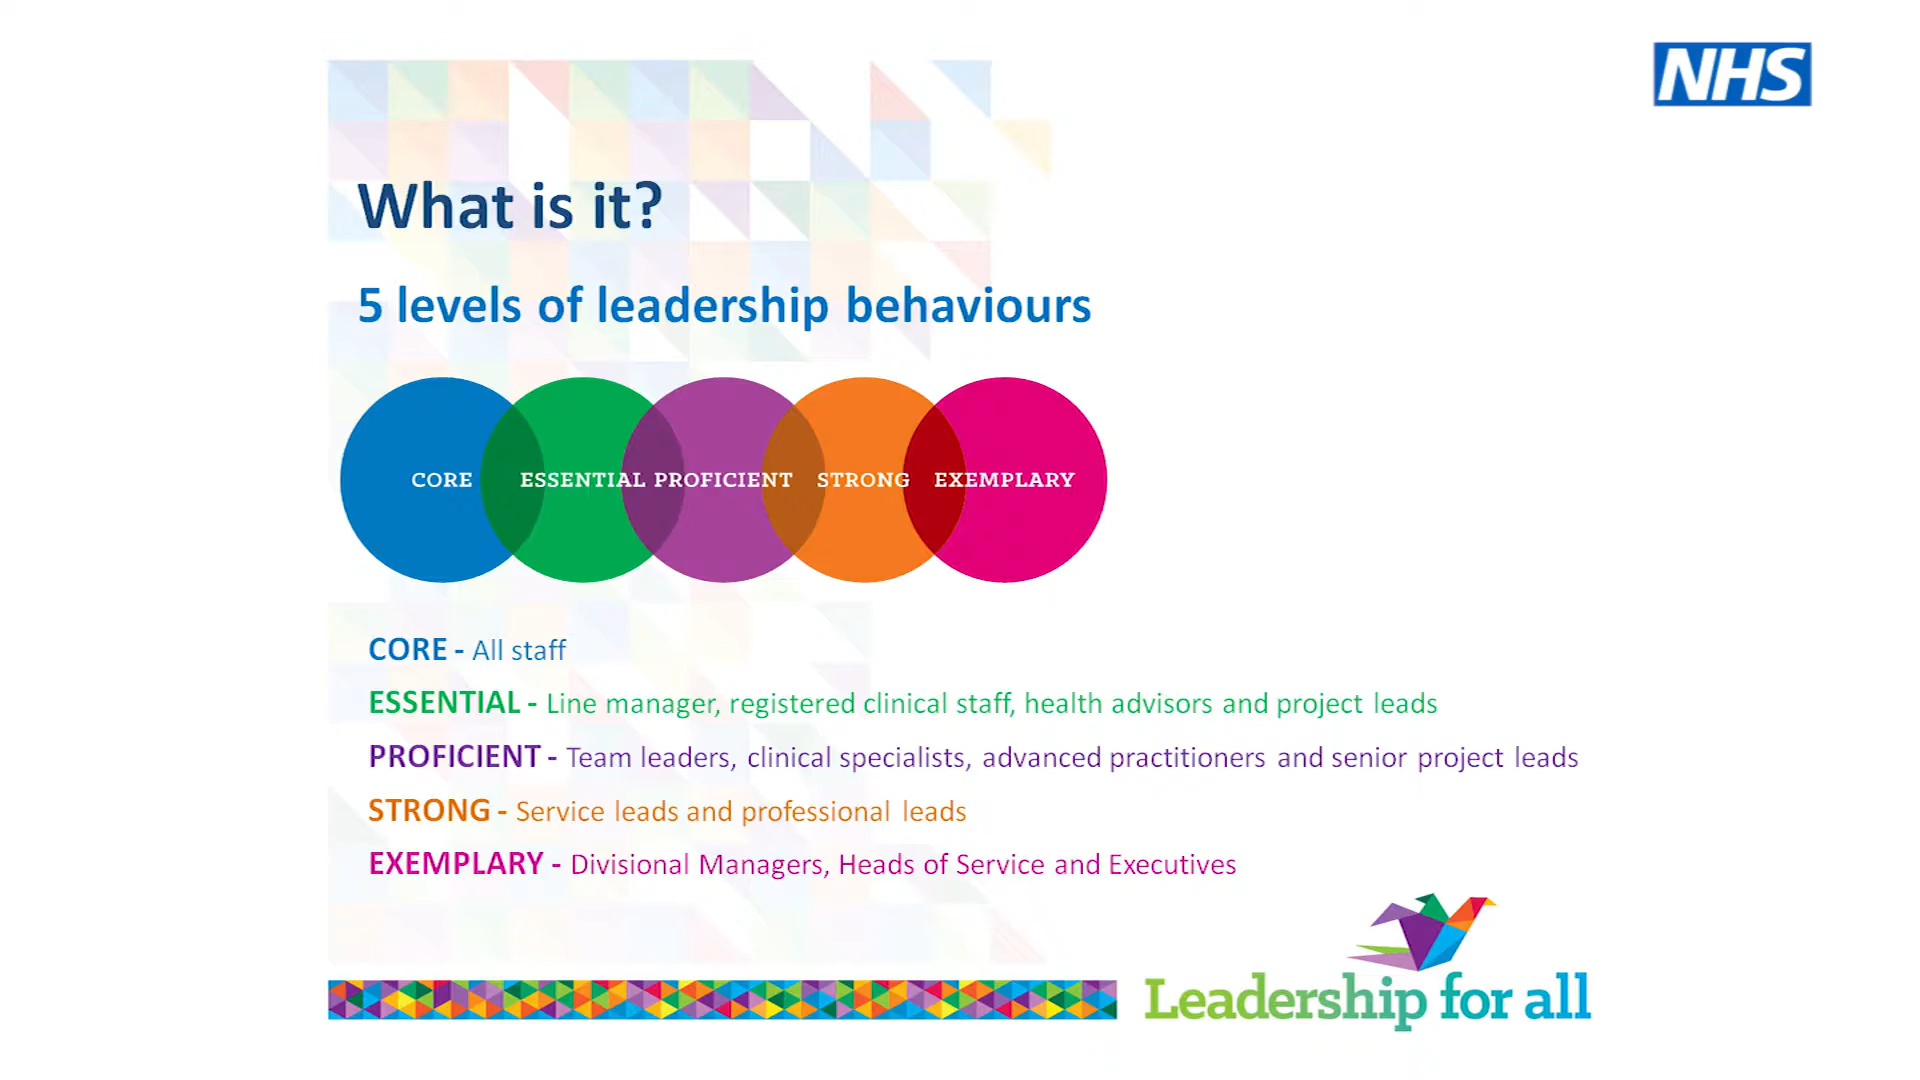 NHS
What is it?
5 levels of leadership behaviours
CORE ESSENTIAL PROFICIENT STRONG EXEMPLARY
CORE - All staff
ESSENTIAL - Line manager, registered clinical staff, health advisors and project leads
PROFICIENT - Team leaders, clinical specialists, advanced practitioners and senior project leads
STRONG - Service leads and professional leads
EXEMPLARY - Divisional Managers, Heads of Service and Executives
Leadership for all